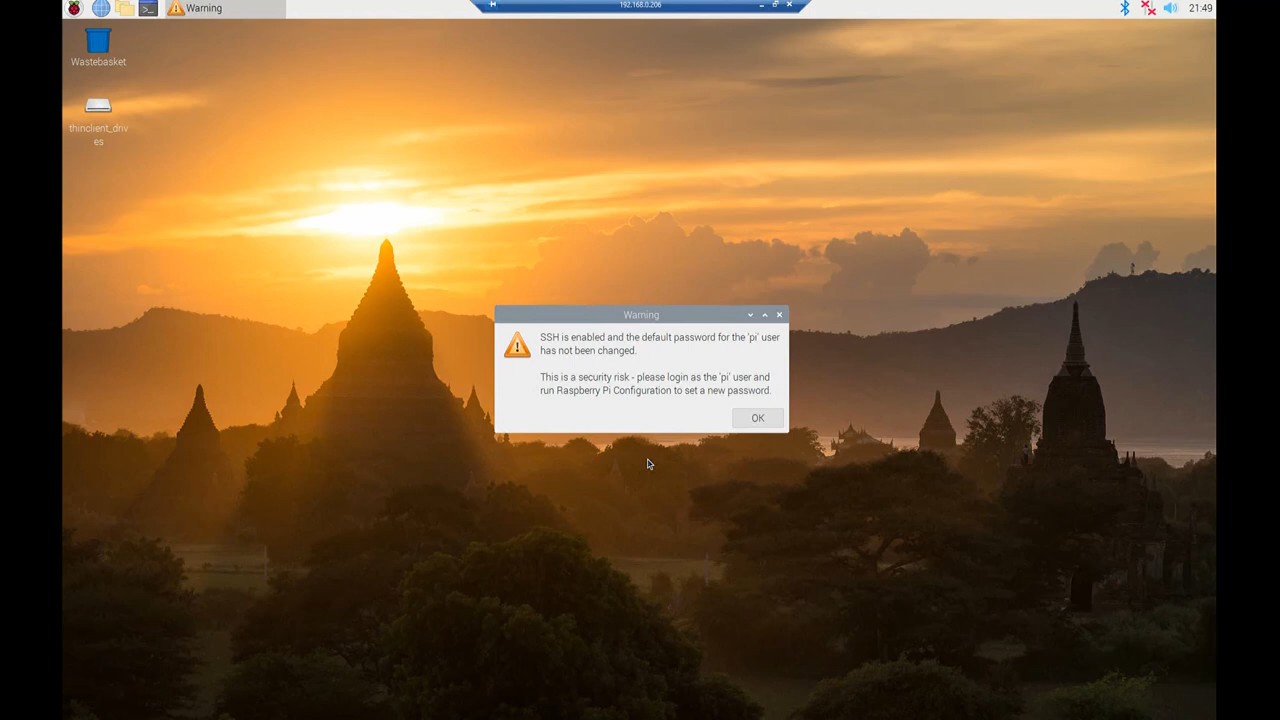 Warning
192.168.0.206
21:49
Wastebasket
thinclient_driv
es
Warning
SSH is enabled and the default password for the 'pi' user
has not been changed.
This is a security risk - please login as the 'pi' user and
run Raspberry Pi Configuration to set a new password.
OK